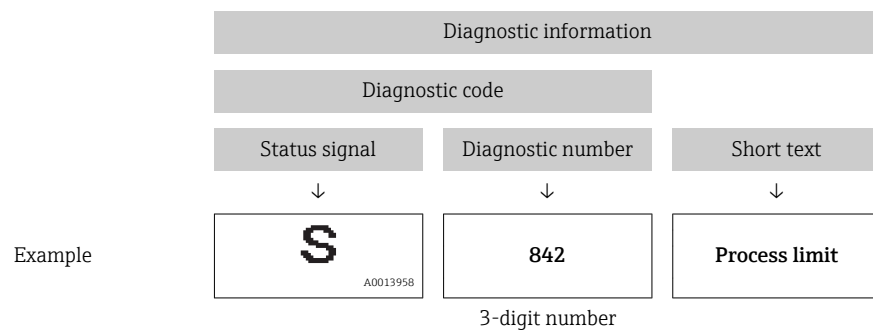 Diagnostic information
Diagnostic code
Status signal Diagnostic number Short text
↓ ↓ ↓
Example S 842 Process limit
A0013958
3-digit number